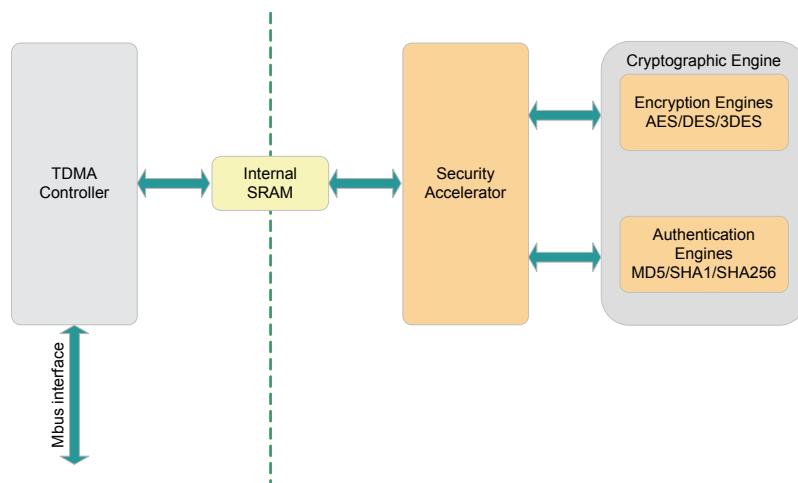 Cryptographic Engine
Encryption Engines
AES/DES/3DES
TDMA
Controller
Internal
SRAM
Security
Accelerator
Authentication
Engines
MD5/SHA1/SHA256
Mbus interface